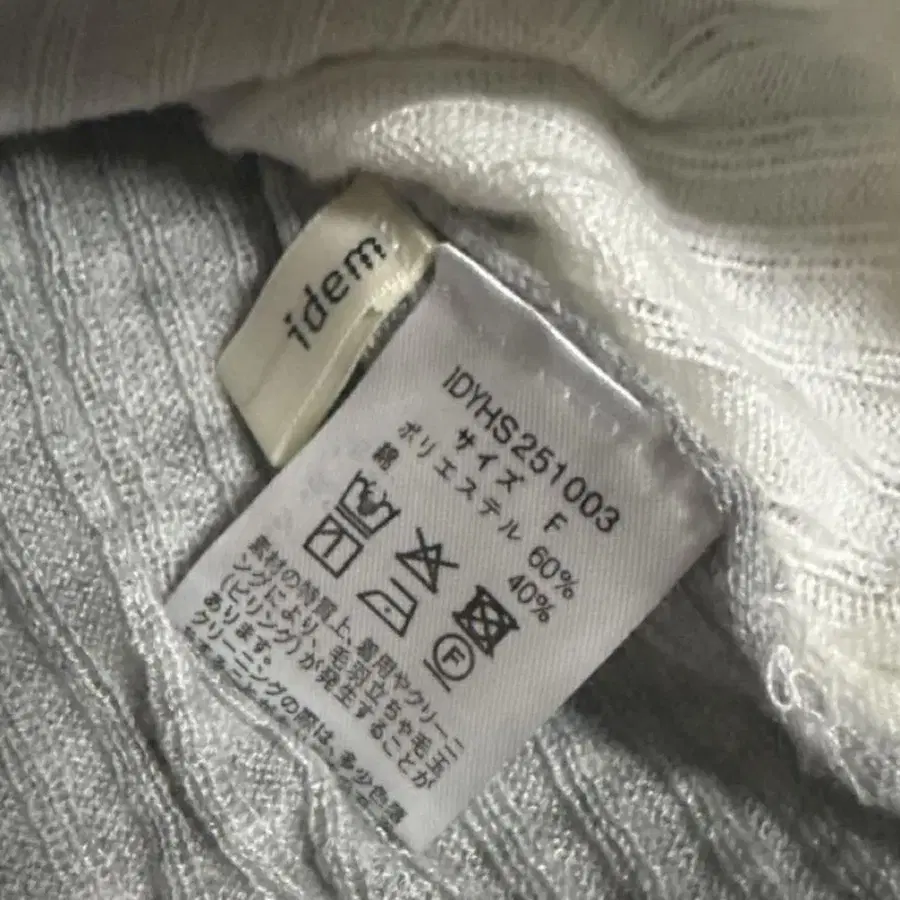 idem
IDYHS251003
サイズ F
ポリエステル 60%
綿 40%
F
素材の特質上、着用やクリーニ
ングにより、毛羽立ちや毛玉
(ピリング)が発生することが
あります。
クリーニングの際は、多少色落